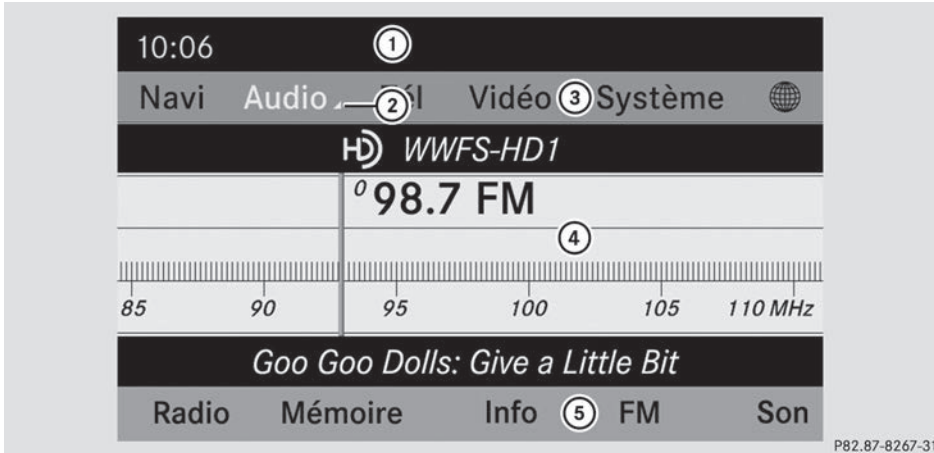 10:06 1
Navi Audio 2 él Vidéo 3 Système
HD WWFS-HD1
0 98.7 FM
4
85 90 95 100 105 110 MHz
Goo Goo Dolls: Give a Little Bit
Radio Mémoire Info 5 FM Son
P82.87-8267-31